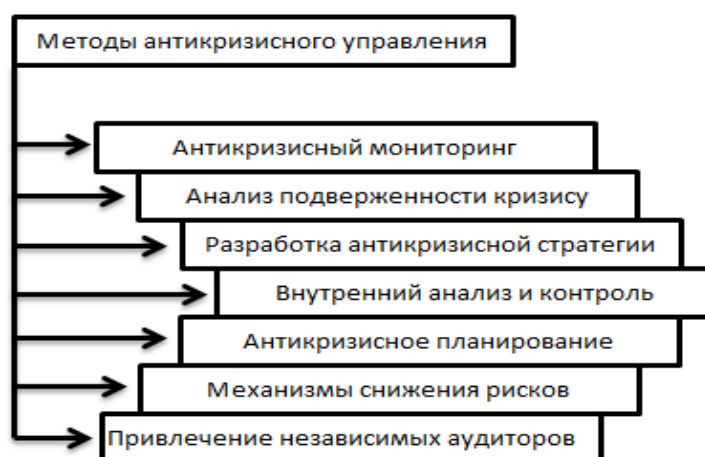 Методы антикризисного управления
Антикризисный мониторинг
Анализ подверженности кризису
Разработка антикризисной стратегии
Внутренний анализ и контроль
Антикризисное планирование
Механизмы снижения рисков
Привлечение независимых аудиторов